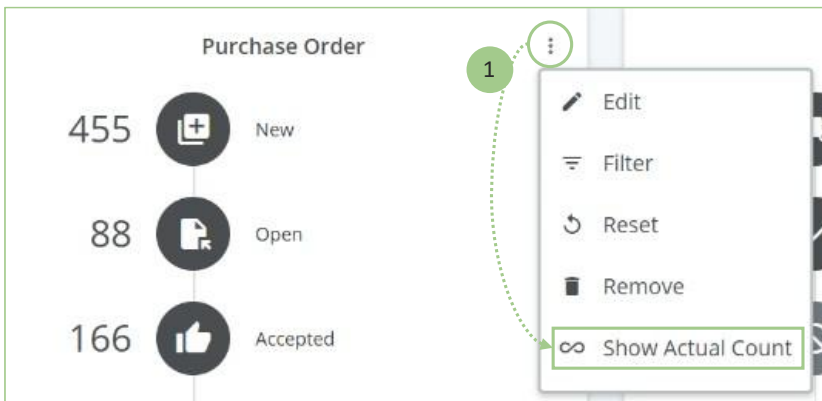 Purchase Order
1
455 New
88 Open
166 Accepted
Edit
Filter
Reset
Remove
Show Actual Count